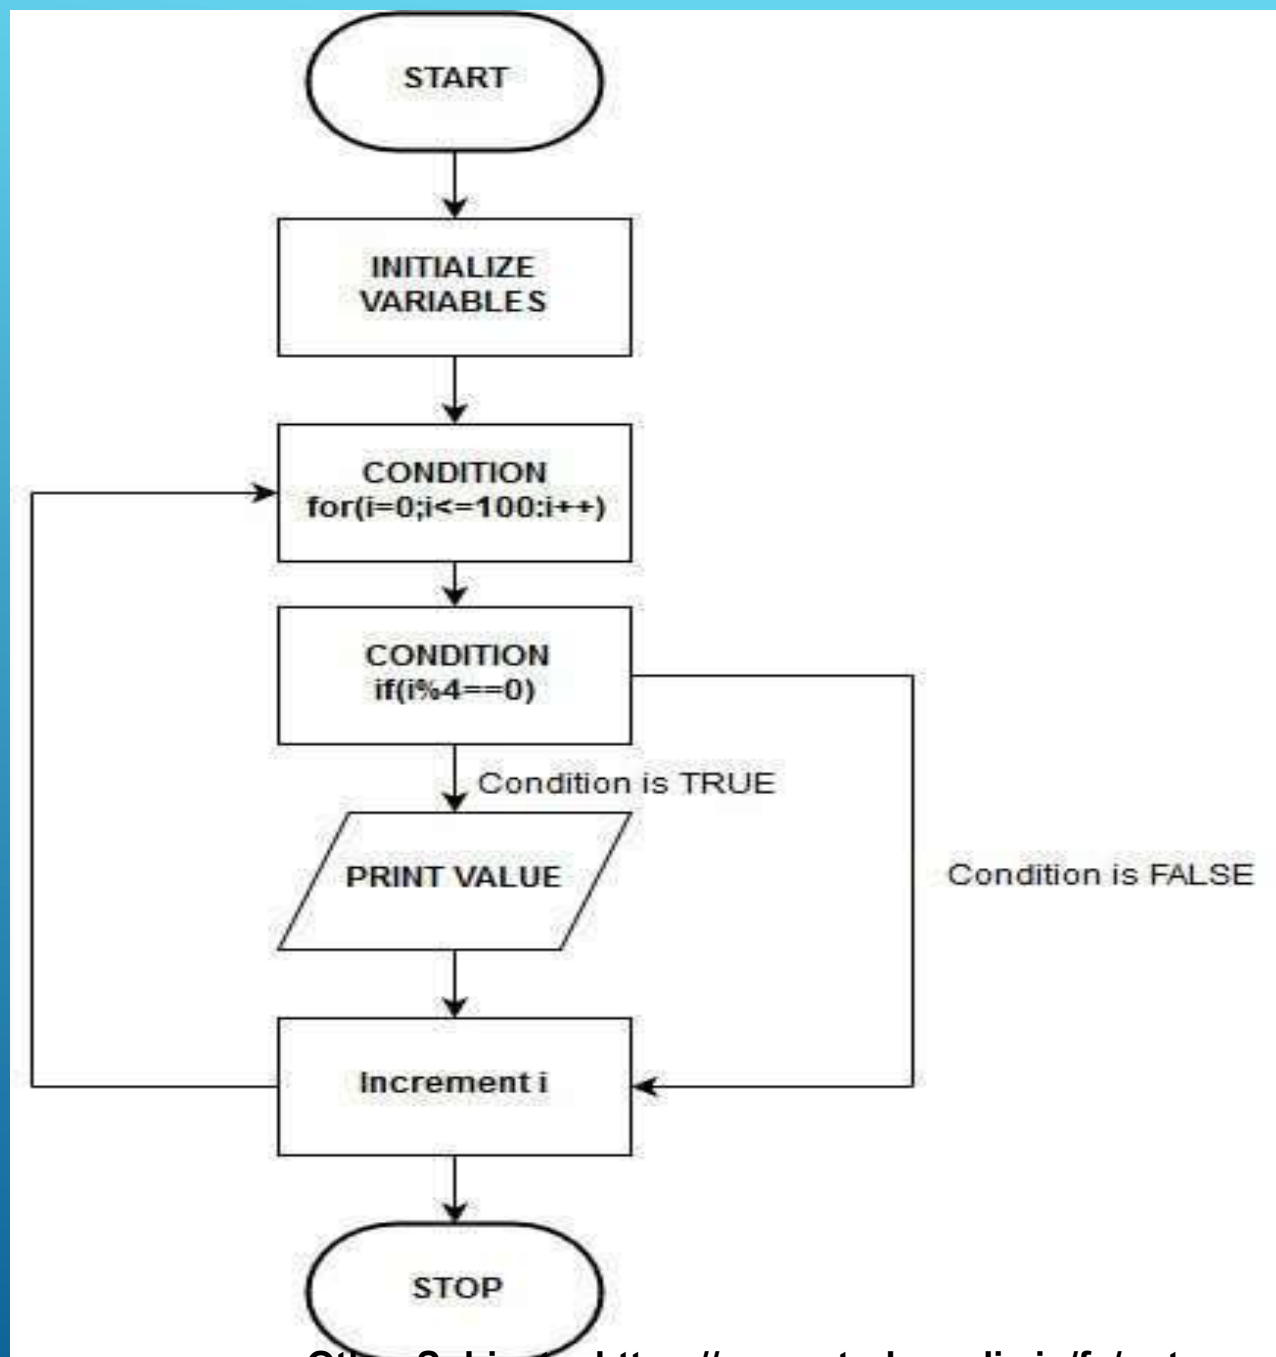 START
INITIALIZE
VARIABLES
CONDITION
for(i=0;i<=100:i++)
CONDITION
if(i%4==0)
Condition is TRUE
PRINT VALUE
Condition is FALSE
Increment i
STOP